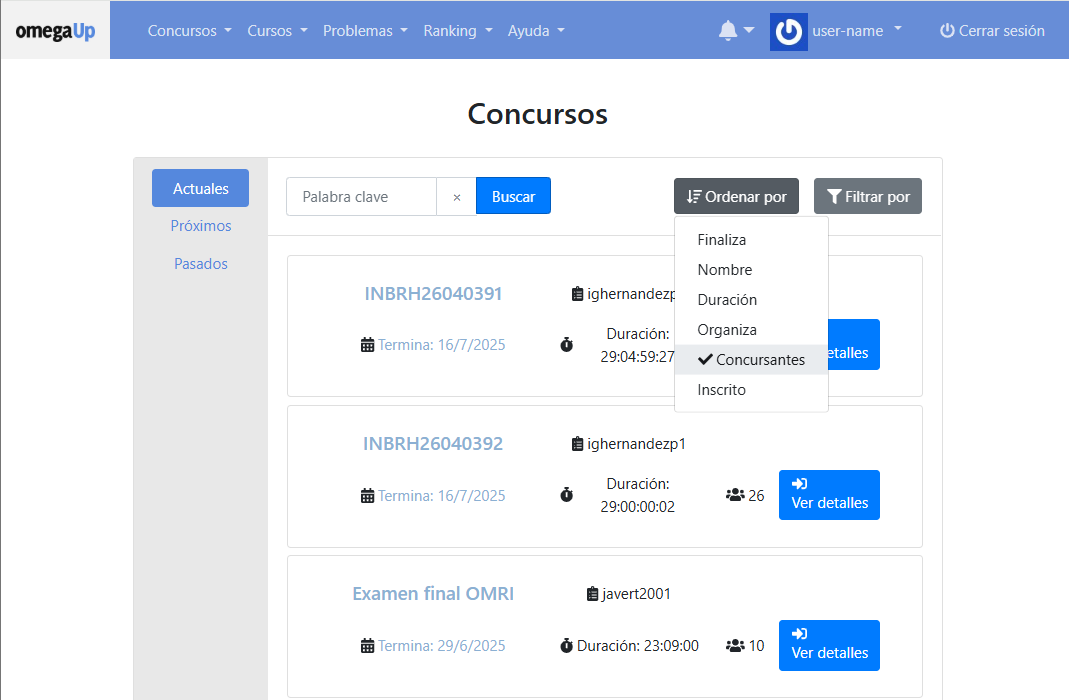 omegaUp
Concursos
Cursos
Problemas
Ranking
Ayuda
user-name
Cerrar sesión
Concursos
Actuales
Próximos
Pasados
Palabra clave
×
Buscar
Ordenar por
Filtrar por
Finaliza
Nombre
Duración
Organiza
Concursantes
Inscrito
INBRH26040391
ighernandezp
Termina: 16/7/2025
Duración:
29:04:59:27
etalles
INBRH26040392
ighernandezp1
Termina: 16/7/2025
Duración:
29:00:00:02
26
Ver detalles
Examen final OMRI
javert2001
Termina: 29/6/2025
Duración: 23:09:00
10
Ver detalles